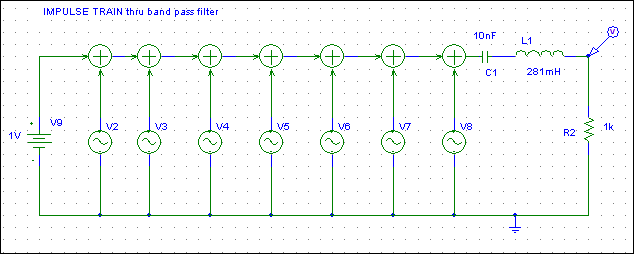 IMPULSE TRAIN thru band pass filter
10nF
L1
V
C1
281mH
1V
+
V9
-
V2
V3
V4
V5
V6
V7
V8
R2
1k